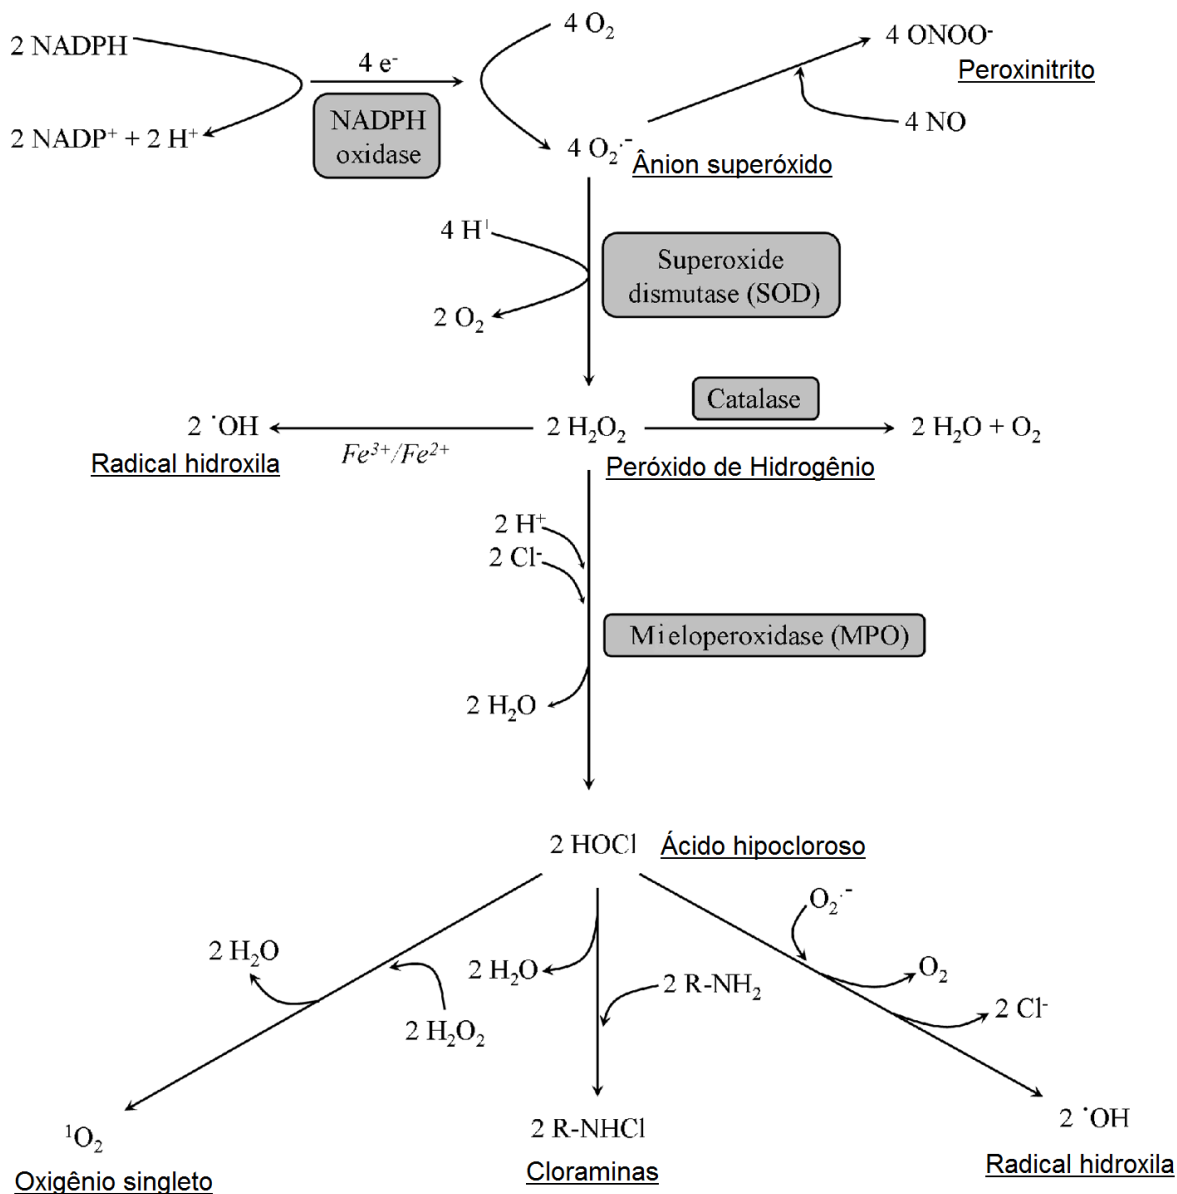 2 NADPH
4 e⁻
4 O₂
4 ONOO⁻
Peroxinitrito
NADPH
oxidase
2 NADP⁺ + 2 H⁺
4 O₂·⁻
Ânion superóxido
4 NO
4 H⁺
Superoxide
dismutase (SOD)
2 O₂
Catalase
2 ˙OH
Fe³⁺/Fe²⁺
2 H₂O₂
2 H₂O + O₂
Radical hidroxila
Peróxido de Hidrogênio
2 H⁺
2 Cl⁻
Mieloperoxidase (MPO)
2 H₂O
2 HOCl
Ácido hipocloroso
O₂·⁻
2 H₂O
2 H₂O
2 R-NH₂
O₂
2 H₂O₂
2 Cl⁻
¹O₂
Oxigênio singleto
2 R-NHCl
Cloraminas
2 ˙OH
Radical hidroxila